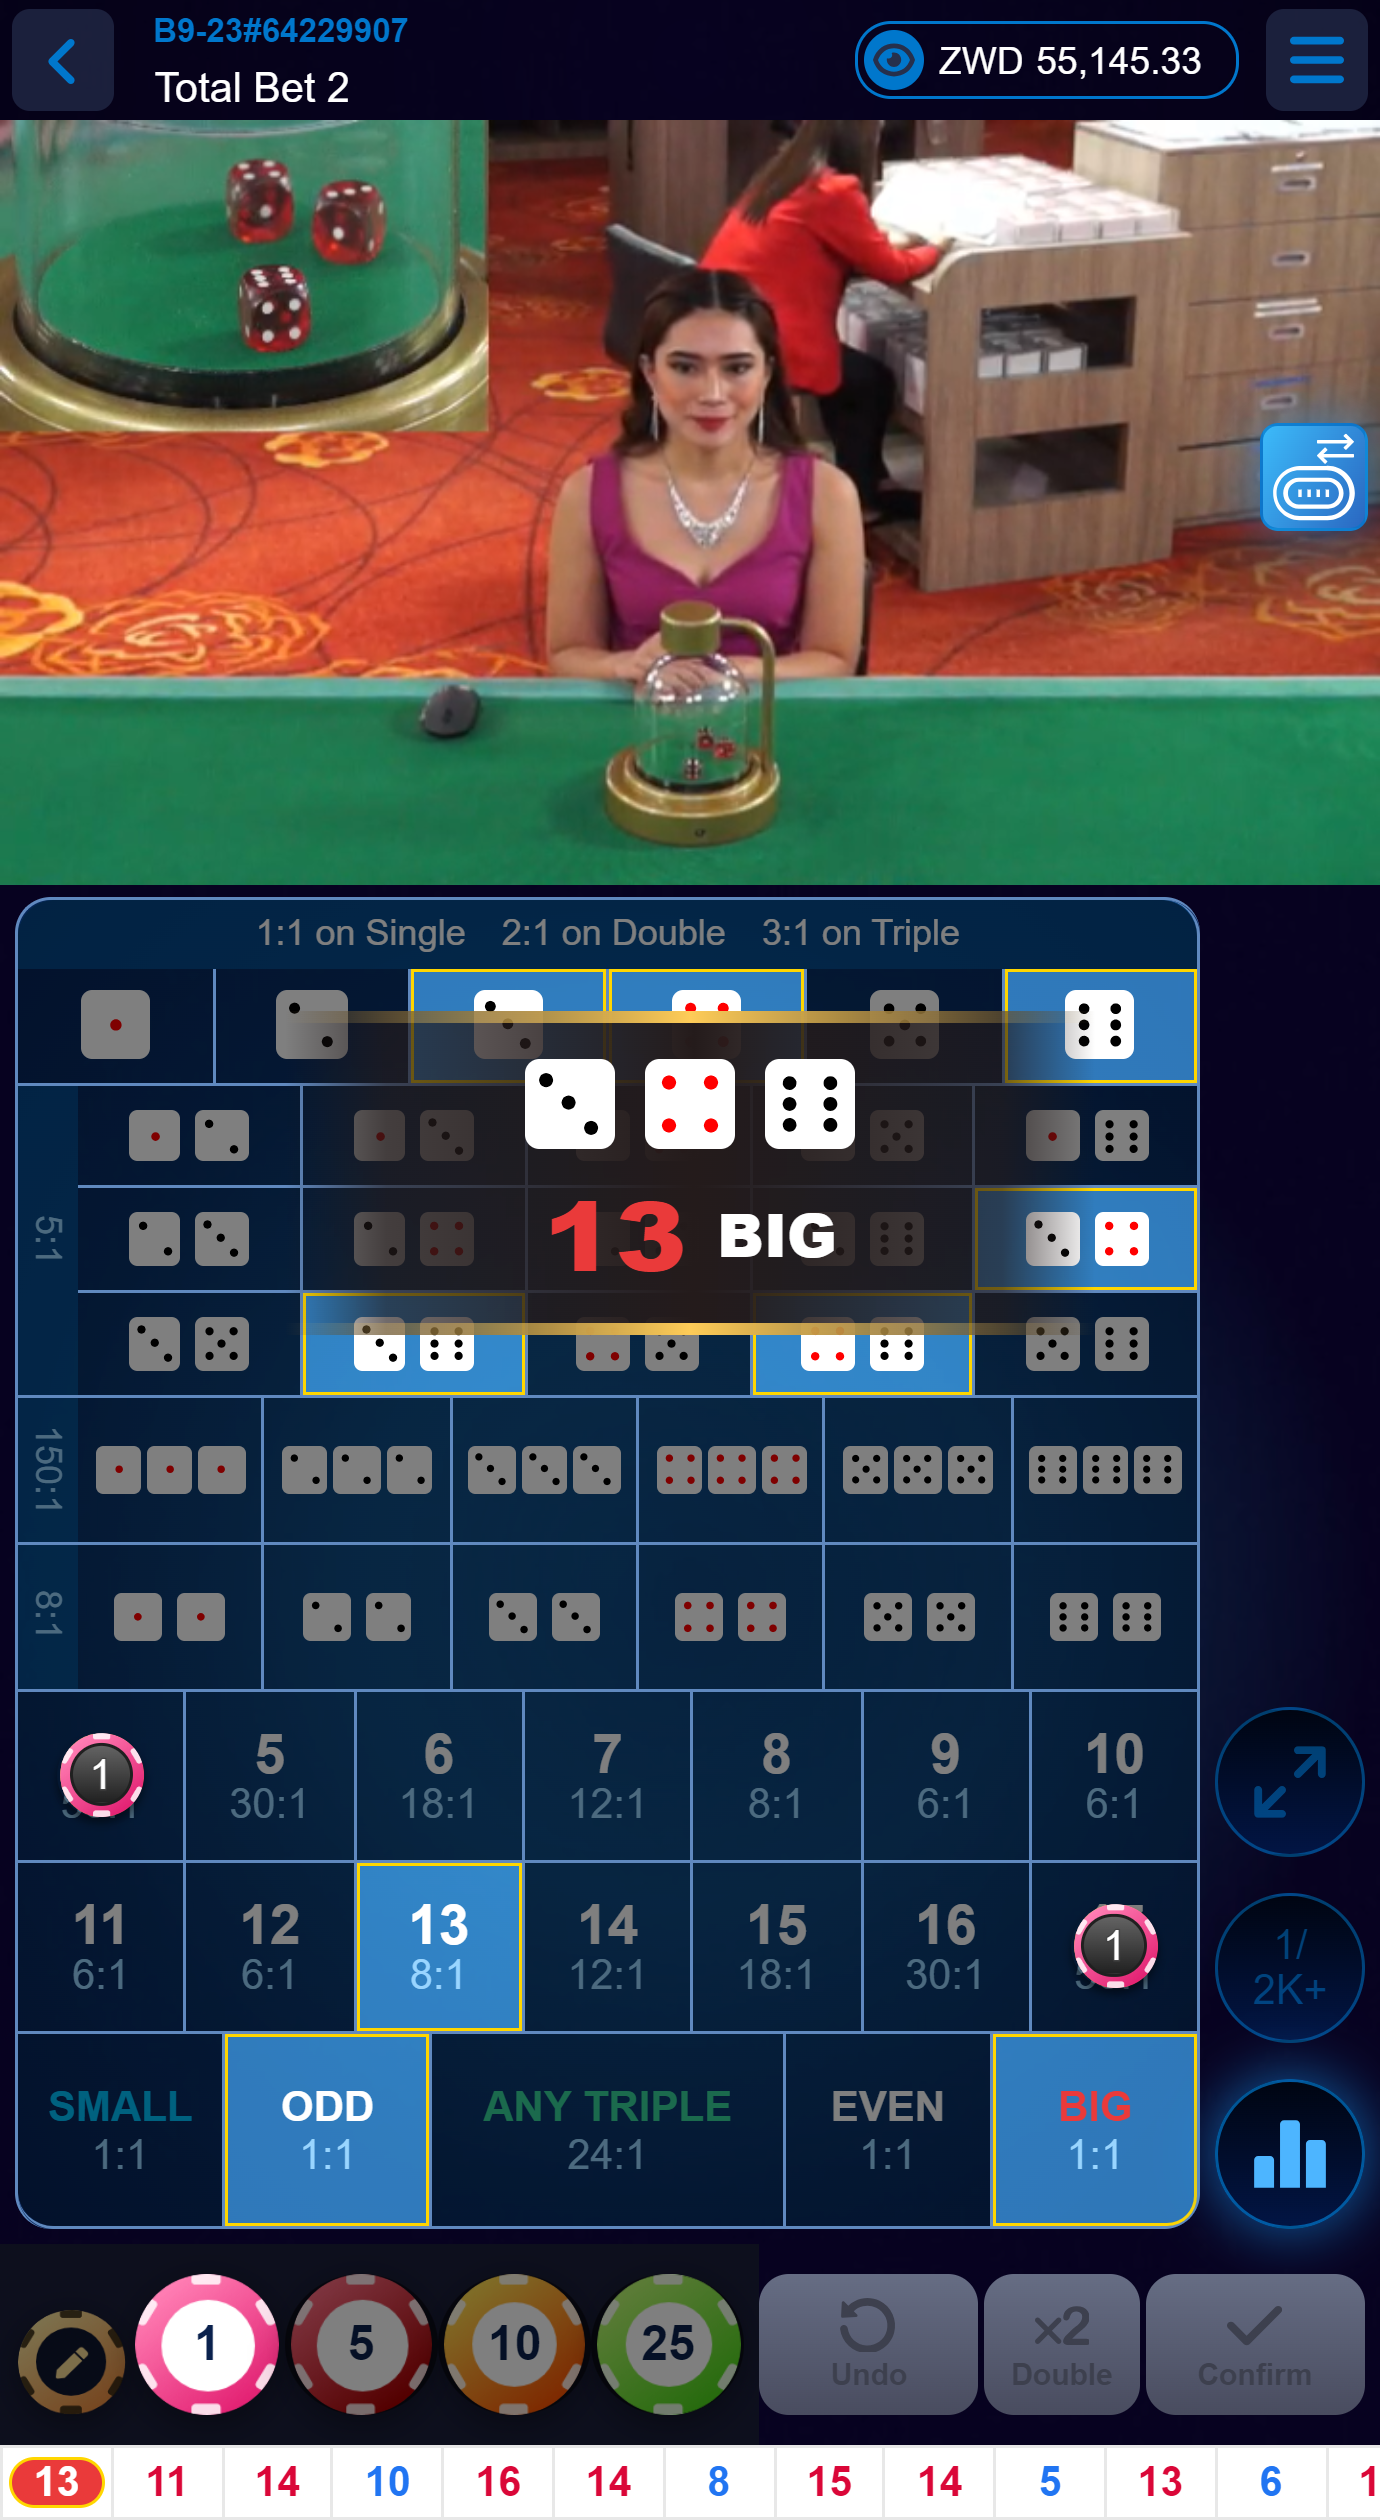 B9-23#64229907
Total Bet 2
ZWD 55,145.33
1:1 on Single 2:1 on Double 3:1 on Triple
13 BIG
5:1
150:1
8:1
1
5 6 7 8 9 10
30:1 18:1 12:1 8:1 6:1 6:1
11 12 13 14 15 16
1
6:1 6:1 8:1 12:1 18:1 30:1
1/
2K+
SMALL ODD ANY TRIPLE EVEN BIG
1:1 1:1 24:1 1:1 1:1
1 5 10 25
x2
Undo Double Confirm
13 11 14 10 16 14 8 15 14 5 13 6